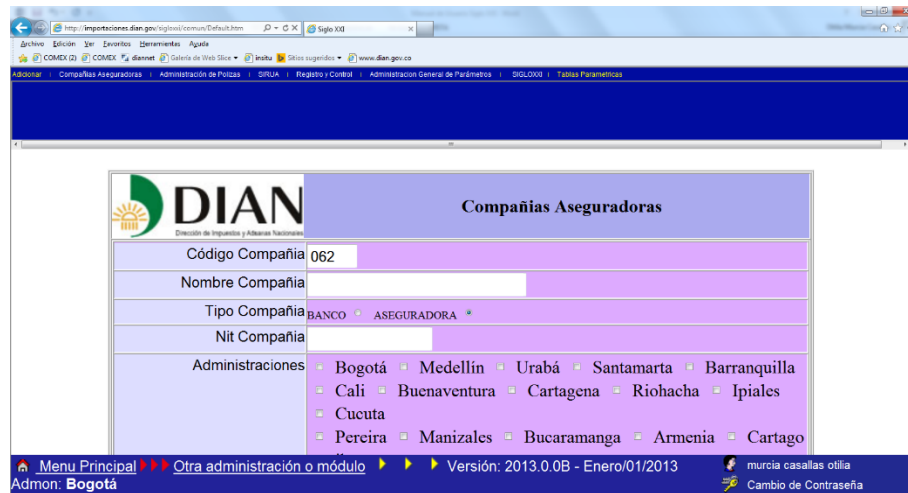 http://importaciones.dian.gov/sigloxxi/comun/Default.htm
Siglo XXI
Archivo Edición Ver Favoritos Herramientas Ayuda
COMEX (2) COMEX diannet Galería de Web Slice insitu Sitios sugeridos www.dian.gov.co
Adicionar | Compañias Aseguradoras | Administración de Polizas | SIRUA | Registro y Control | Administracion General de Parámetros | SIGLOXXI | Tablas Parametricas
DIAN
Dirección de Impuestos y Aduanas Nacionales
Compañias Aseguradoras
Código Compañia 062
Nombre Compañia
Tipo Compañia BANCO ASEGURADORA
Nit Compañia
Administraciones Bogotá Medellín Urabá Santamarta Barranquilla
Cali Buenaventura Cartagena Riohacha Ipiales
Cucuta
Pereira Manizales Bucaramanga Armenia Cartago
Menu Principal Otra administración o módulo Versión: 2013.0.0B - Enero/01/2013 murcia casallas otilia
Admon: Bogotá Cambio de Contraseña